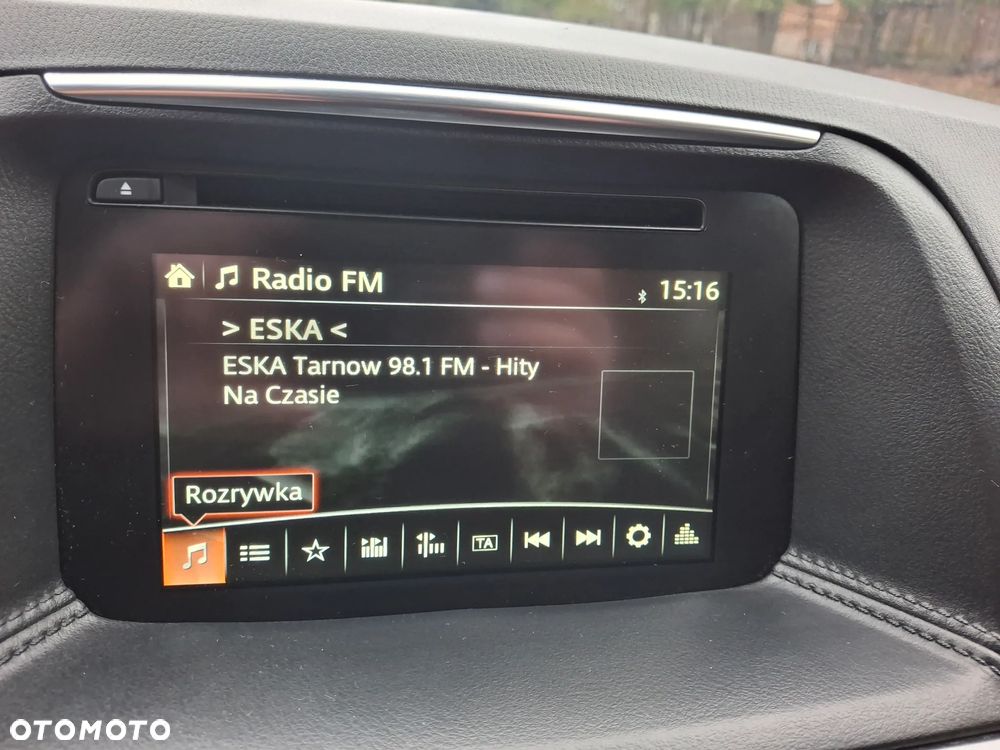 Radio FM
15:16
> ESKA <
ESKA Tarnow 98.1 FM - Hity
Na Czasie
Rozrywka
TA
OTOMOTO